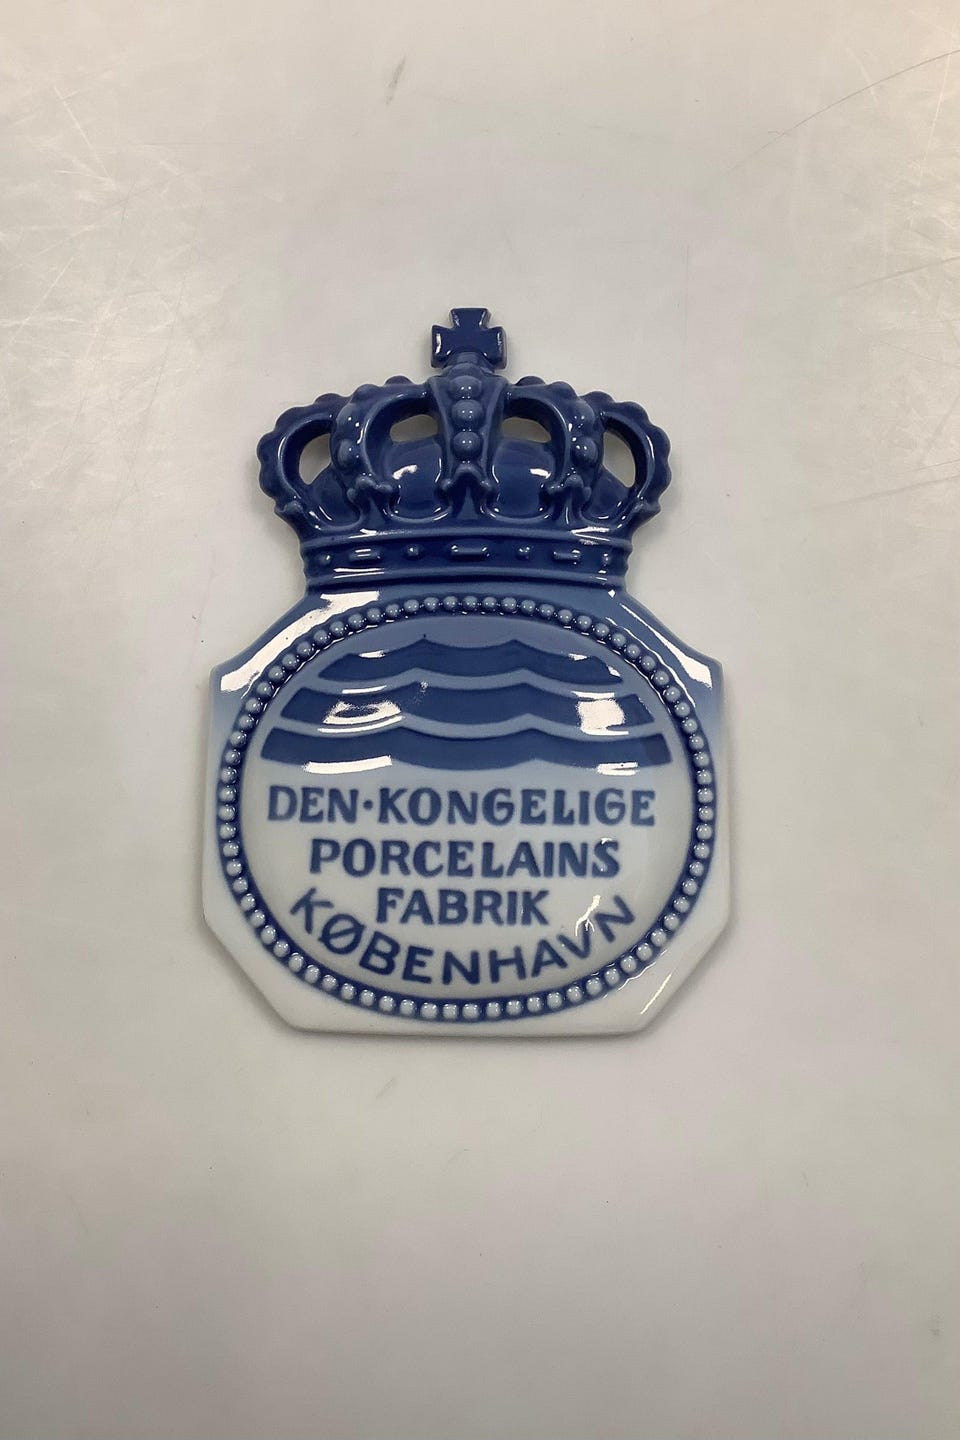 DEN·KONGELIGE
PORCELAINS
FABRIK
KØBENHAVN